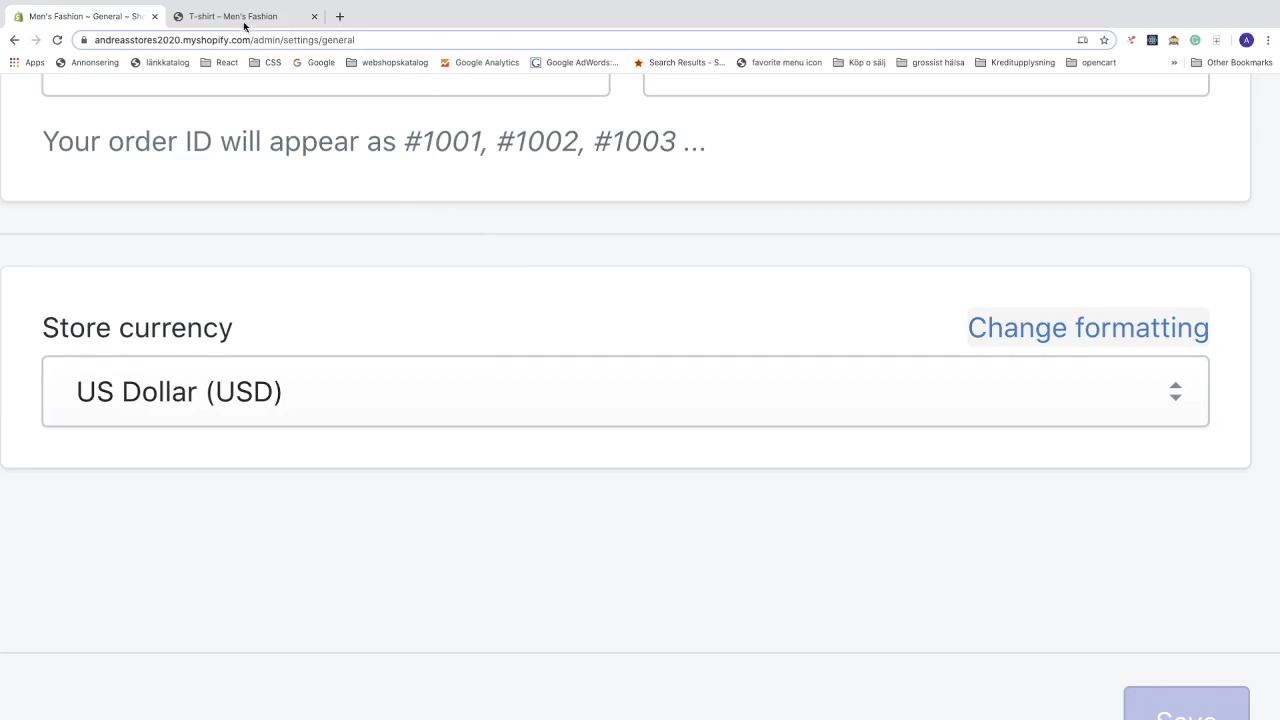 Men's Fashion ~ General ~ Sh
T-shirt – Men's Fashion
andreasstores2020.myshopify.com/admin/settings/general
A
Apps
Annonsering
länkkatalog
React
CSS
Google
webshopskatalog
Google Analytics
Google AdWords:...
Search Results - S...
favorite menu icon
Köp o sälj
grossist hälsa
Kreditupplysning
opencart
»
Other Bookmarks
Your order ID will appear as #1001, #1002, #1003 ...
Store currency
Change formatting
US Dollar (USD)
Save